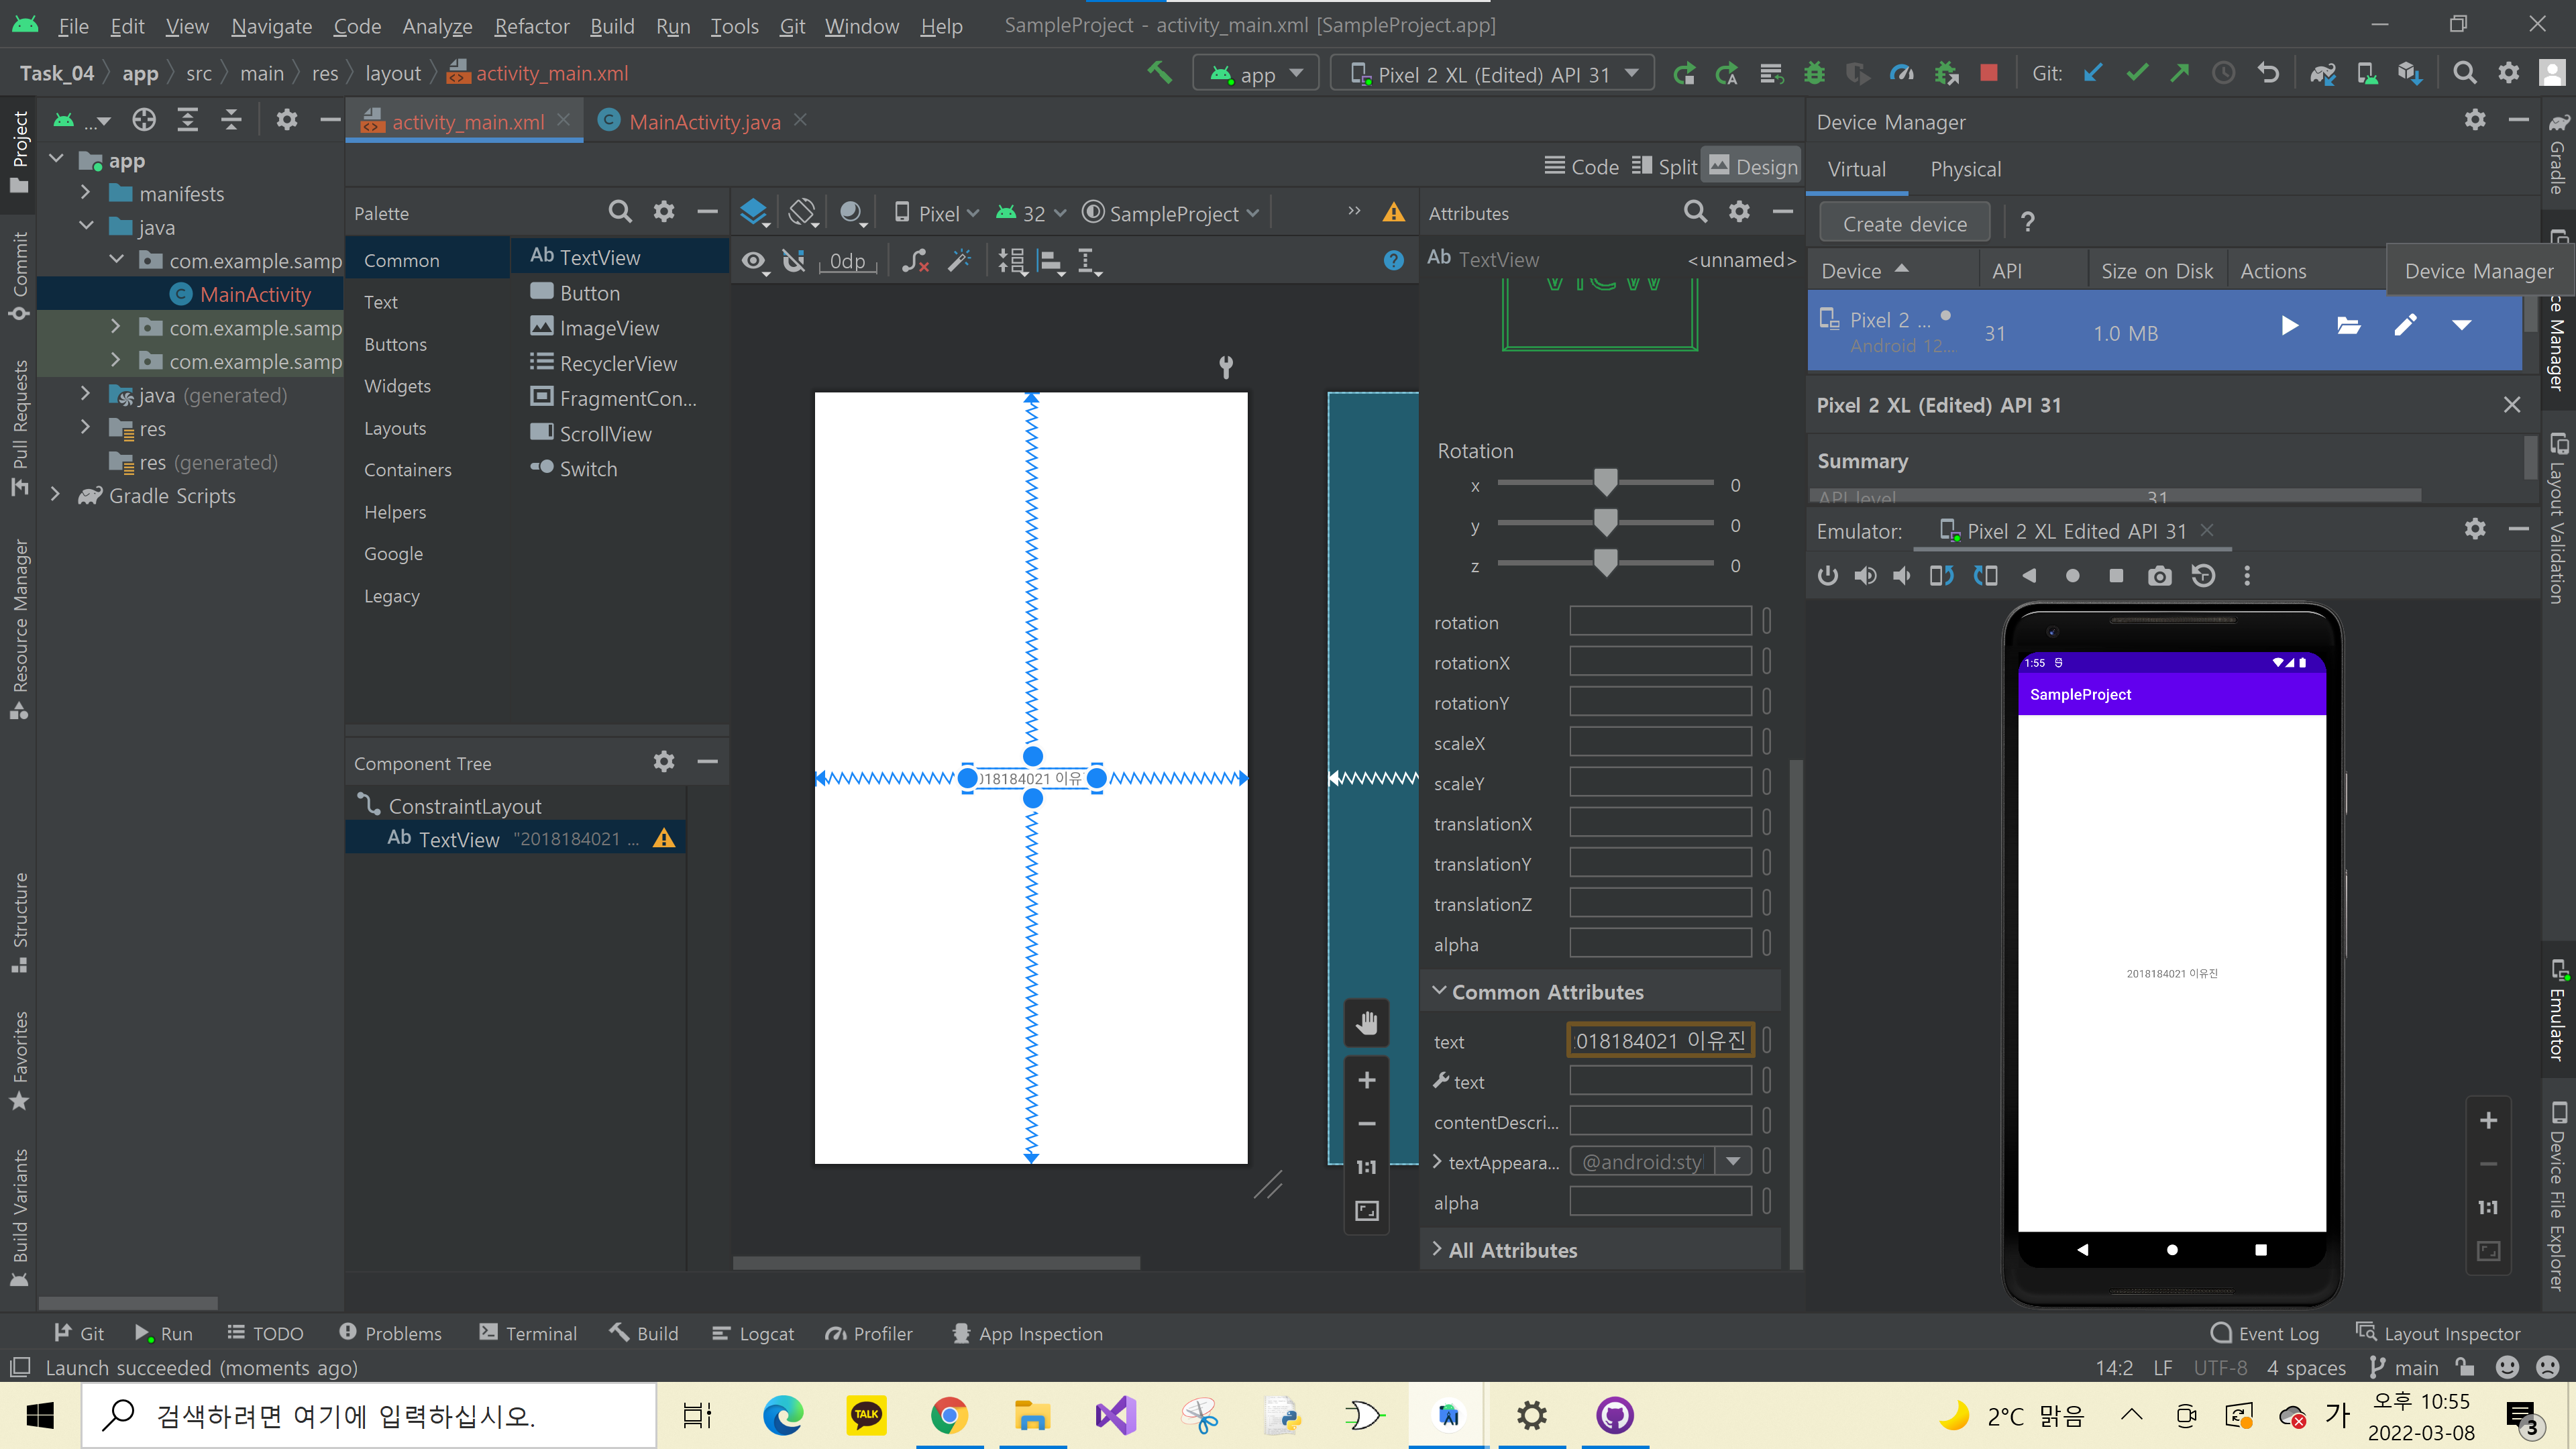 File Edit View Navigate Code Analyze Refactor Build Run Tools Git Window Help SampleProject - activity_main.xml [SampleProject.app]
Task_04 app src main res layout activity_main.xml app Pixel 2 XL (Edited) API 31 Git:
activity_main.xml MainActivity.java
Device Manager
Code Split Design
Virtual Physical
Project
Commit
Pull Requests
Resource Manager
Structure
Favorites
Build Variants
...
app
manifests
java
com.example.samp
MainActivity
com.example.samp
com.example.samp
java (generated)
res
res (generated)
Gradle Scripts
Palette
Common
Text
Buttons
Widgets
Layouts
Containers
Helpers
Google
Legacy
Ab TextView
Button
ImageView
RecyclerView
FragmentCon...
ScrollView
Switch
Component Tree
ConstraintLayout
Ab TextView "2018184021 ...
Pixel 32 SampleProject
0dp
018184021 이유
1:1
Attributes
Ab TextView <unnamed>
Rotation
x 0
y 0
z 0
rotation
rotationX
rotationY
scaleX
scaleY
translationX
translationY
translationZ
alpha
Common Attributes
text 018184021 이유진
text
contentDescri...
textAppeara... @android:sty
alpha
All Attributes
Create device ?
Device API Size on Disk Actions
Device Manager
Pixel 2 ... 31 1.0 MB
Android 12...
Pixel 2 XL (Edited) API 31
Summary
API level 31
Emulator: Pixel 2 XL Edited API 31
1:55
SampleProject
2018184021 이유진
1:1
Gradle
ce Manager
Layout Validation
Emulator
Device File Explorer
Git Run TODO Problems Terminal Build Logcat Profiler App Inspection Event Log Layout Inspector
Launch succeeded (moments ago) 14:2 LF UTF-8 4 spaces main
검색하려면 여기에 입력하십시오.
TALK
2°C 맑음 가 오후 10:55
2022-03-08
3